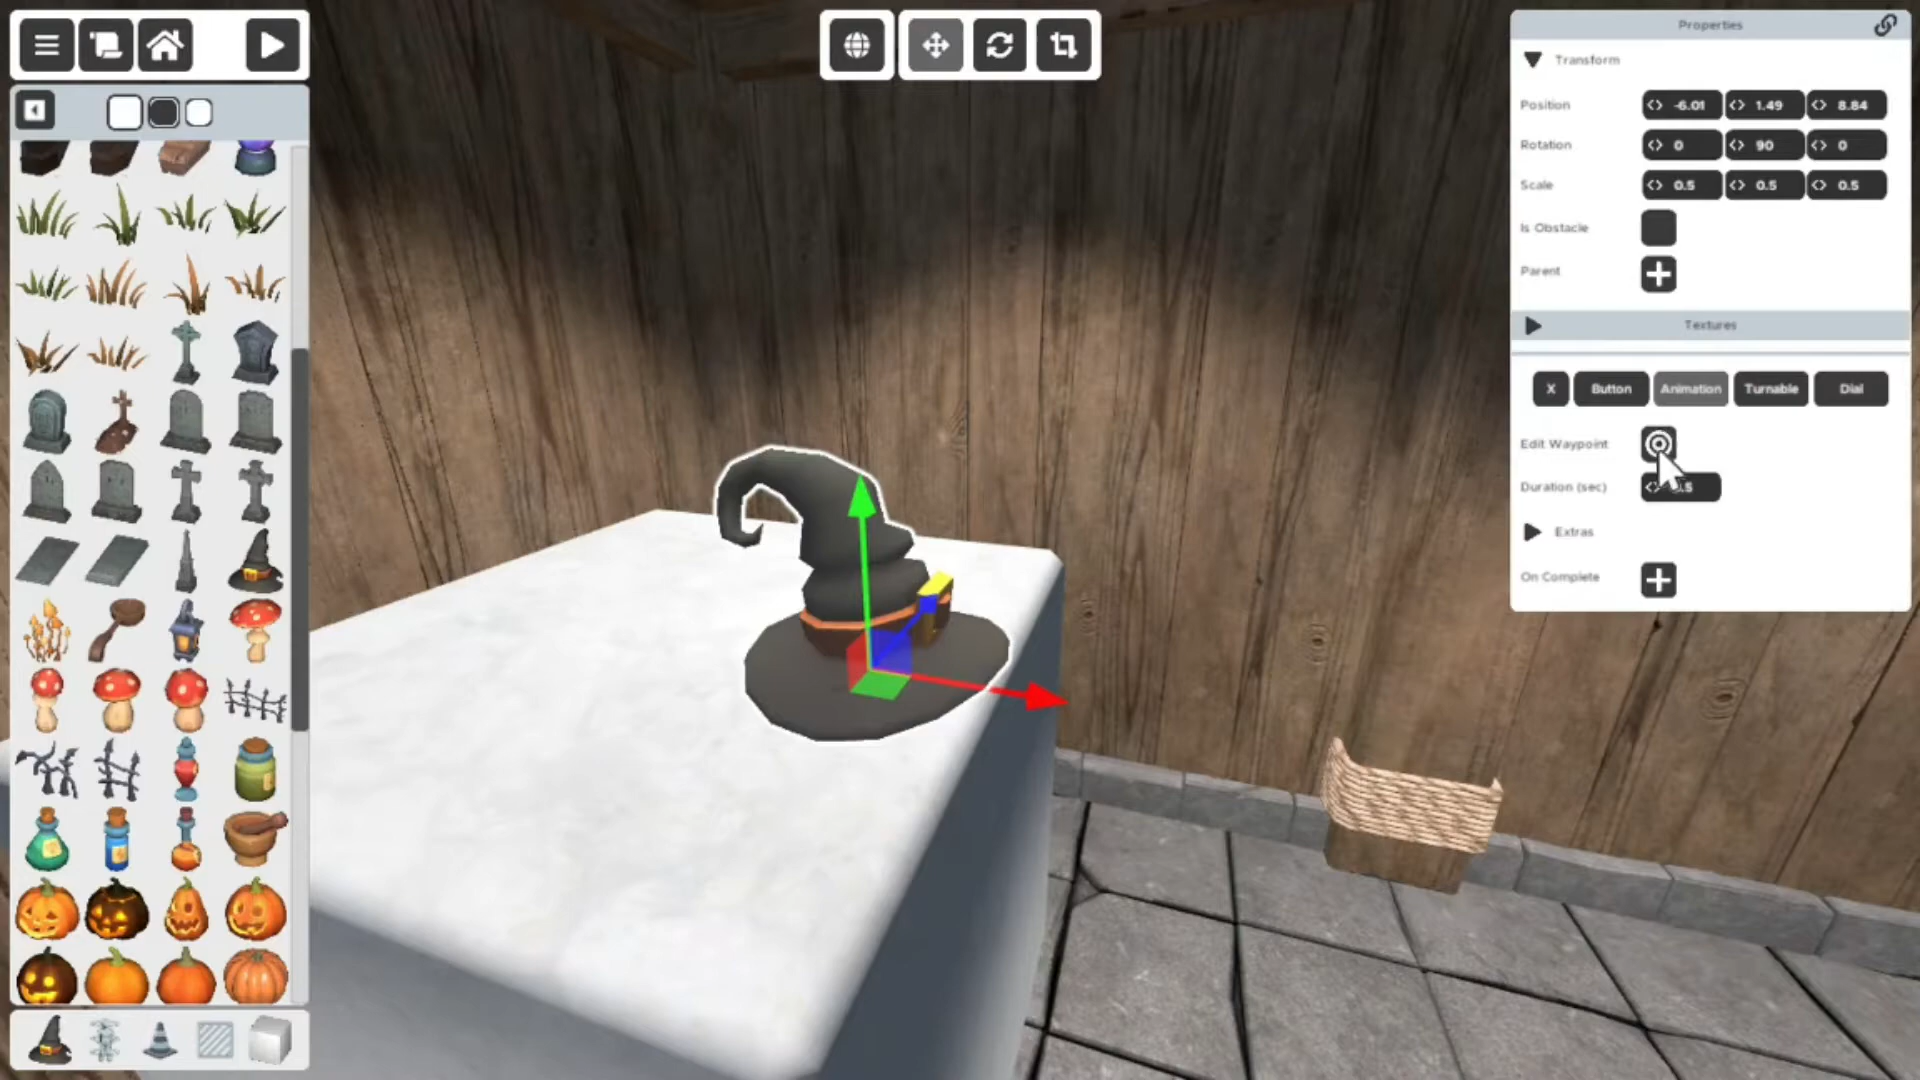 Properties
Transform
Position -6.01 1.49 8.84
Rotation 0 90 0
Scale 0.5 0.5 0.5
Is Obstacle
Parent
Textures
X Button Animation Turnable Dial
Edit Waypoint
Duration (sec)
Extras
On Complete